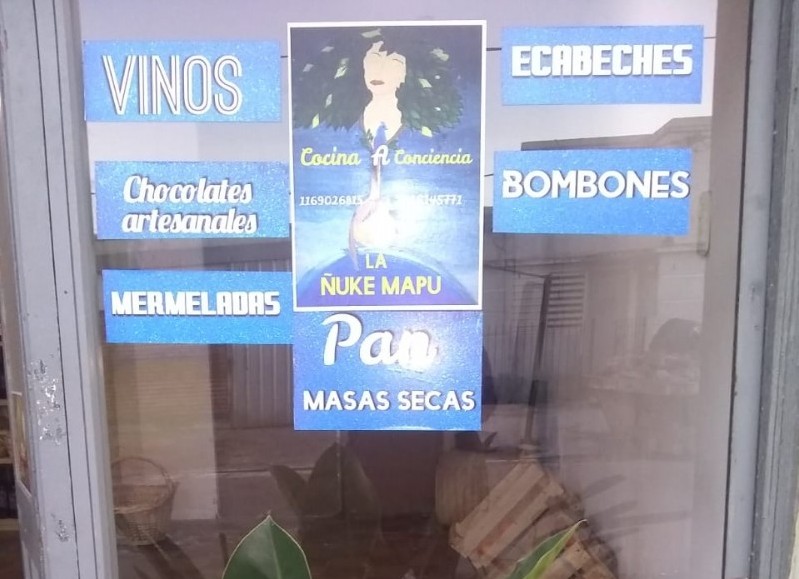 VINOS
Chocolates
artesanales
MERMELADAS
Cocina A Conciencia
LA
ÑUKE MAPU
Pan
MASAS SECAS
ECABECHES
BOMBONES